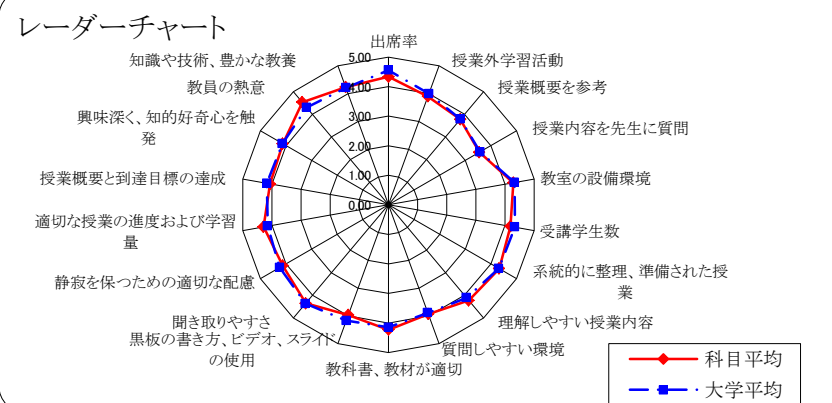 レーダーチャート
出席率
授業外学習活動
授業概要を参考
授業内容を先生に質問
教室の設備環境
受講学生数
系統的に整理、準備された授
業
理解しやすい授業内容
質問しやすい環境
教科書、教材が適切
黒板の書き方、ビデオ、スライド
の使用
聞き取りやすさ
静寂を保つための適切な配慮
適切な授業の進度および学習
量
授業概要と到達目標の達成
興味深く、知的好奇心を触
発
教員の熱意
知識や技術、豊かな教養
5.00
4.00
3.00
2.00
1.00
0.00
科目平均
大学平均